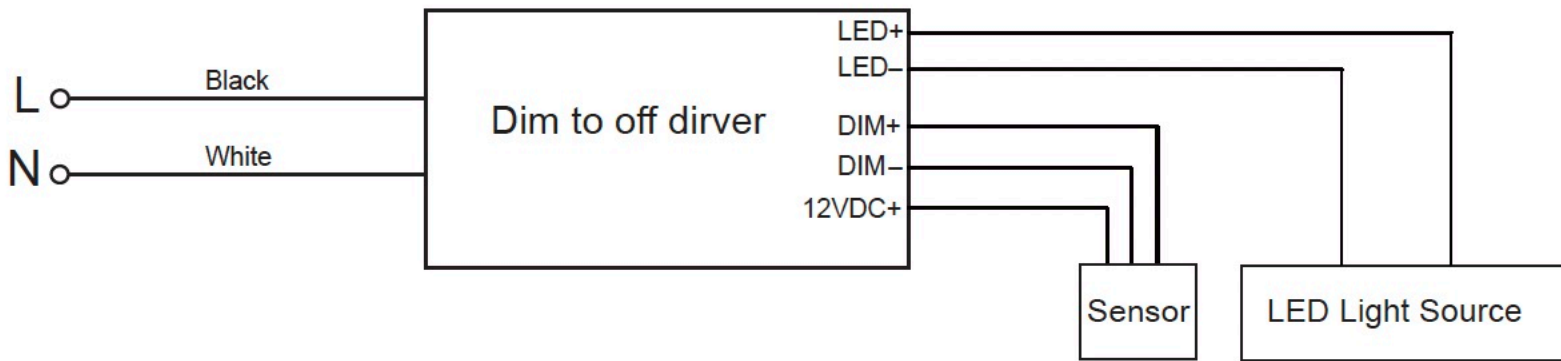 L
Black
N
White
Dim to off dirver
LED+
LED–
DIM+
DIM–
12VDC+
Sensor
LED Light Source